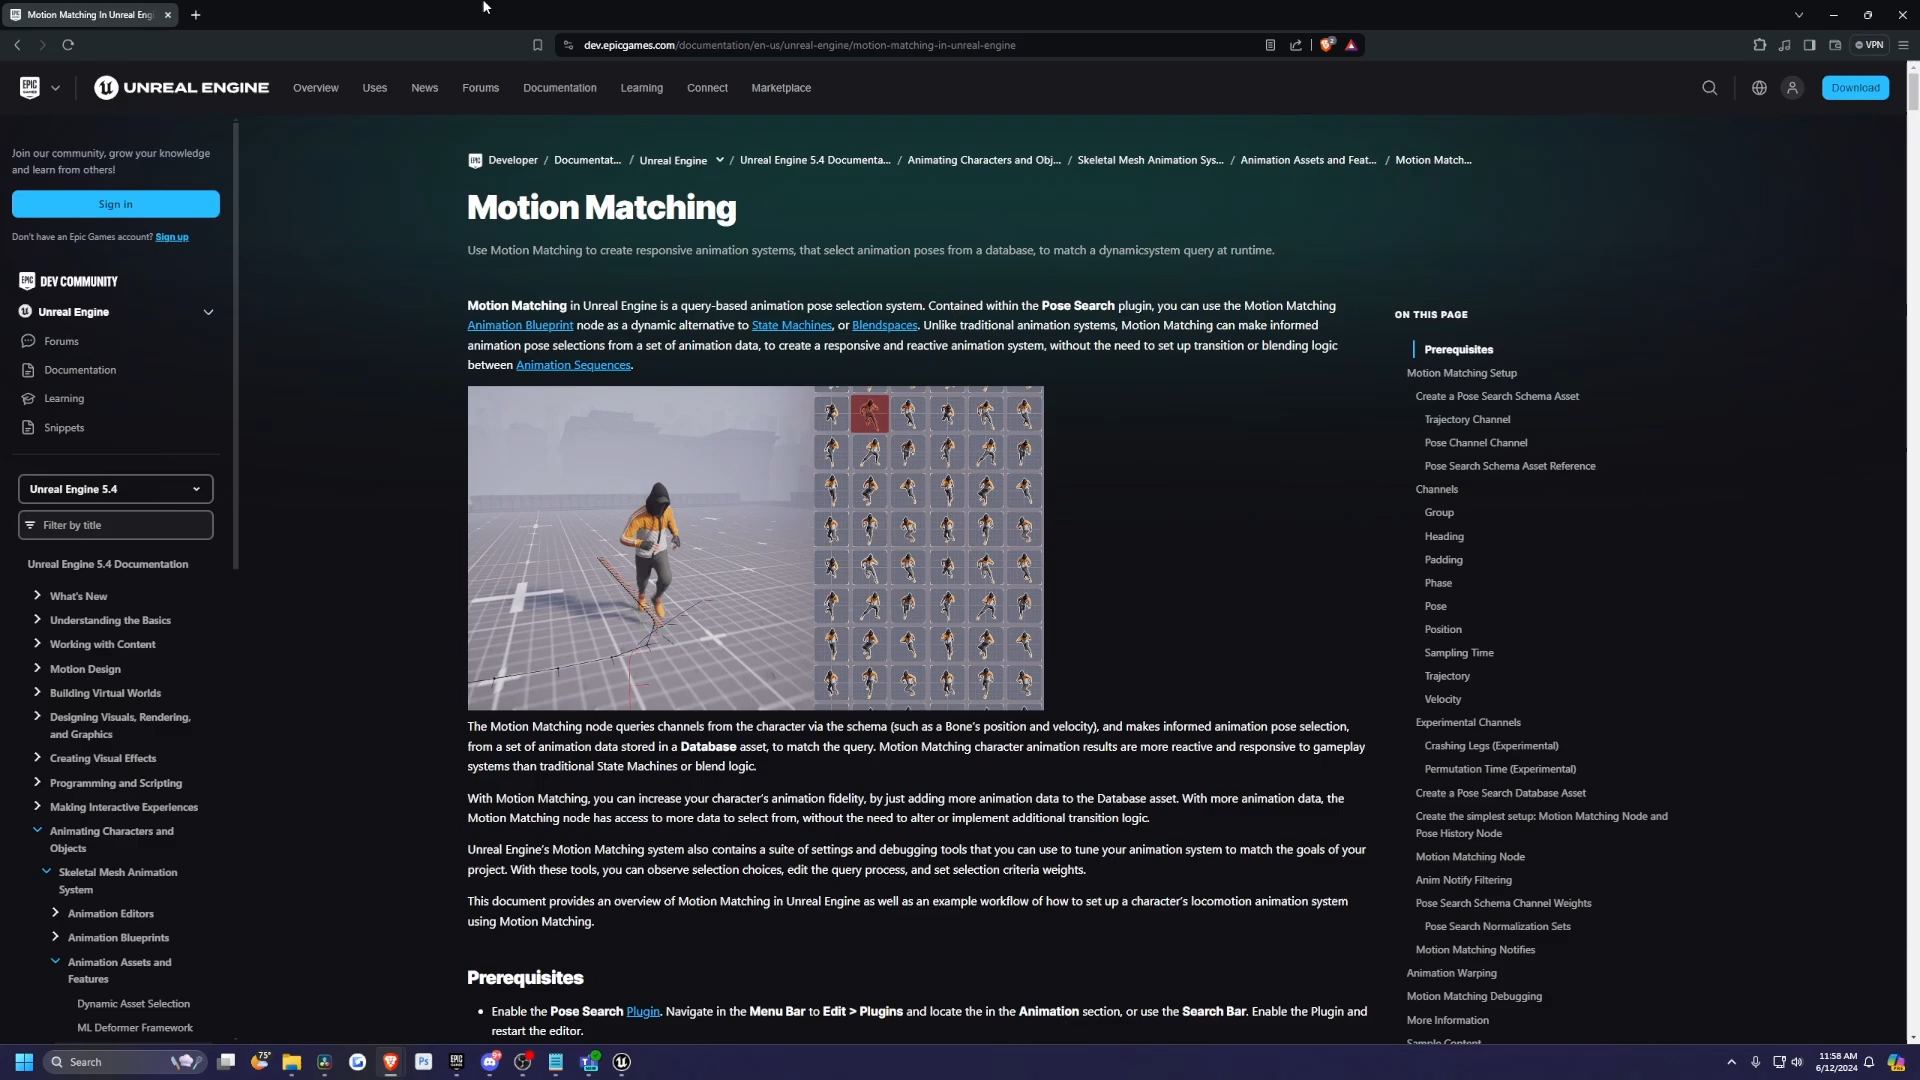 Motion Matching In Unreal Eng
dev.epicgames.com/documentation/en-us/unreal-engine/motion-matching-in-unreal-engine
2
VPN
EPIC GAMES
UNREAL ENGINE
Overview
Uses
News
Forums
Documentation
Learning
Connect
Marketplace
Download
Join our community, grow your knowledge
and learn from others!
Sign in
Don't have an Epic Games account? Sign up
DEV COMMUNITY
Unreal Engine
Forums
Documentation
Learning
Snippets
Unreal Engine 5.4
Filter by title
Unreal Engine 5.4 Documentation
What's New
Understanding the Basics
Working with Content
Motion Design
Building Virtual Worlds
Designing Visuals, Rendering,
and Graphics
Creating Visual Effects
Programming and Scripting
Making Interactive Experiences
Animating Characters and
Objects
Skeletal Mesh Animation
System
Animation Editors
Animation Blueprints
Animation Assets and
Features
Dynamic Asset Selection
ML Deformer Framework
Developer / Documentat... / Unreal Engine / Unreal Engine 5.4 Documenta... / Animating Characters and Obj... / Skeletal Mesh Animation Sys... / Animation Assets and Feat... / Motion Match...
Motion Matching
Use Motion Matching to create responsive animation systems, that select animation poses from a database, to match a dynamicsystem query at runtime.
Motion Matching in Unreal Engine is a query-based animation pose selection system. Contained within the Pose Search plugin, you can use the Motion Matching
Animation Blueprint node as a dynamic alternative to State Machines, or Blendspaces. Unlike traditional animation systems, Motion Matching can make informed
animation pose selections from a set of animation data, to create a responsive and reactive animation system, without the need to set up transition or blending logic
between Animation Sequences.
The Motion Matching node queries channels from the character via the schema (such as a Bone's position and velocity), and makes informed animation pose selection,
from a set of animation data stored in a Database asset, to match the query. Motion Matching character animation results are more reactive and responsive to gameplay
systems than traditional State Machines or blend logic.
With Motion Matching, you can increase your character's animation fidelity, by just adding more animation data to the Database asset. With more animation data, the
Motion Matching node has access to more data to select from, without the need to alter or implement additional transition logic.
Unreal Engine's Motion Matching system also contains a suite of settings and debugging tools that you can use to tune your animation system to match the goals of your
project. With these tools, you can observe selection choices, edit the query process, and set selection criteria weights.
This document provides an overview of Motion Matching in Unreal Engine as well as an example workflow of how to set up a character's locomotion animation system
using Motion Matching.
Prerequisites
• Enable the Pose Search Plugin. Navigate in the Menu Bar to Edit > Plugins and locate the in the Animation section, or use the Search Bar. Enable the Plugin and
restart the editor.
ON THIS PAGE
Prerequisites
Motion Matching Setup
Create a Pose Search Schema Asset
Trajectory Channel
Pose Channel Channel
Pose Search Schema Asset Reference
Channels
Group
Heading
Padding
Phase
Pose
Position
Sampling Time
Trajectory
Velocity
Experimental Channels
Crashing Legs (Experimental)
Permutation Time (Experimental)
Create a Pose Search Database Asset
Create the simplest setup: Motion Matching Node and
Pose History Node
Motion Matching Node
Anim Notify Filtering
Pose Search Schema Channel Weights
Pose Search Normalization Sets
Motion Matching Notifies
Animation Warping
Motion Matching Debugging
More Information
Sample Content
Search
75°
Ps
EPIC GAMES
9+
11:58 AM
6/12/2024